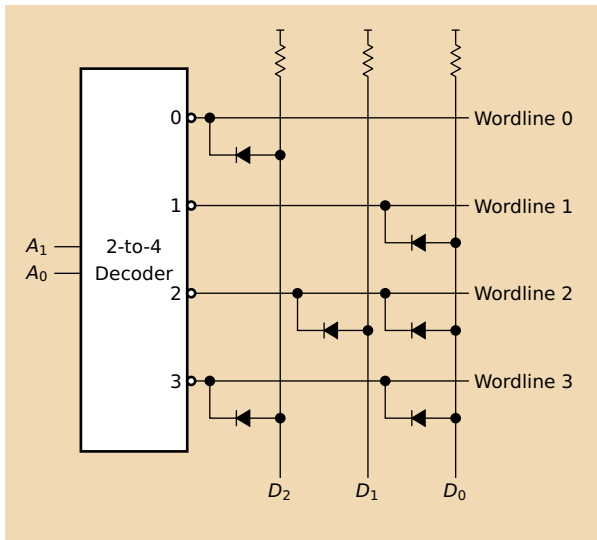 0
Wordline 0
1
Wordline 1
A₁
A₀
2-to-4
Decoder
2
Wordline 2
3
Wordline 3
D₂
D₁
D₀